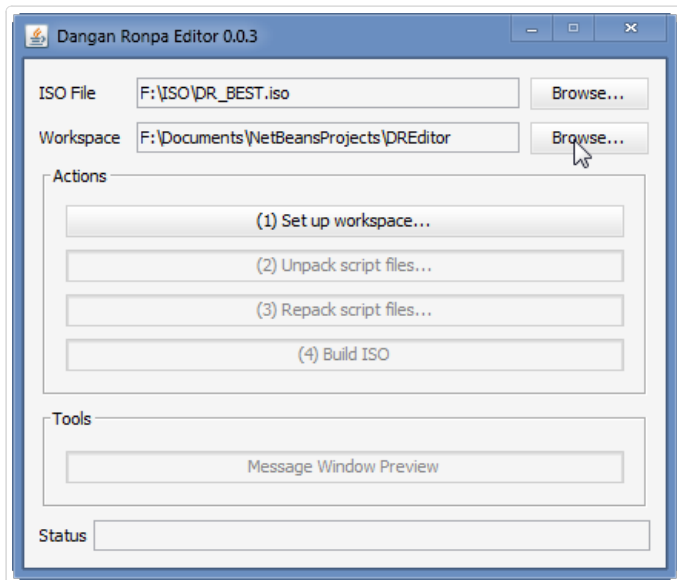 Dangan Ronpa Editor 0.0.3
ISO File F:\ISO\DR_BEST.iso Browse...
Workspace F:\Documents\NetBeansProjects\DREditor Browse...
Actions
(1) Set up workspace...
(2) Unpack script files...
(3) Repack script files...
(4) Build ISO
Tools
Message Window Preview
Status